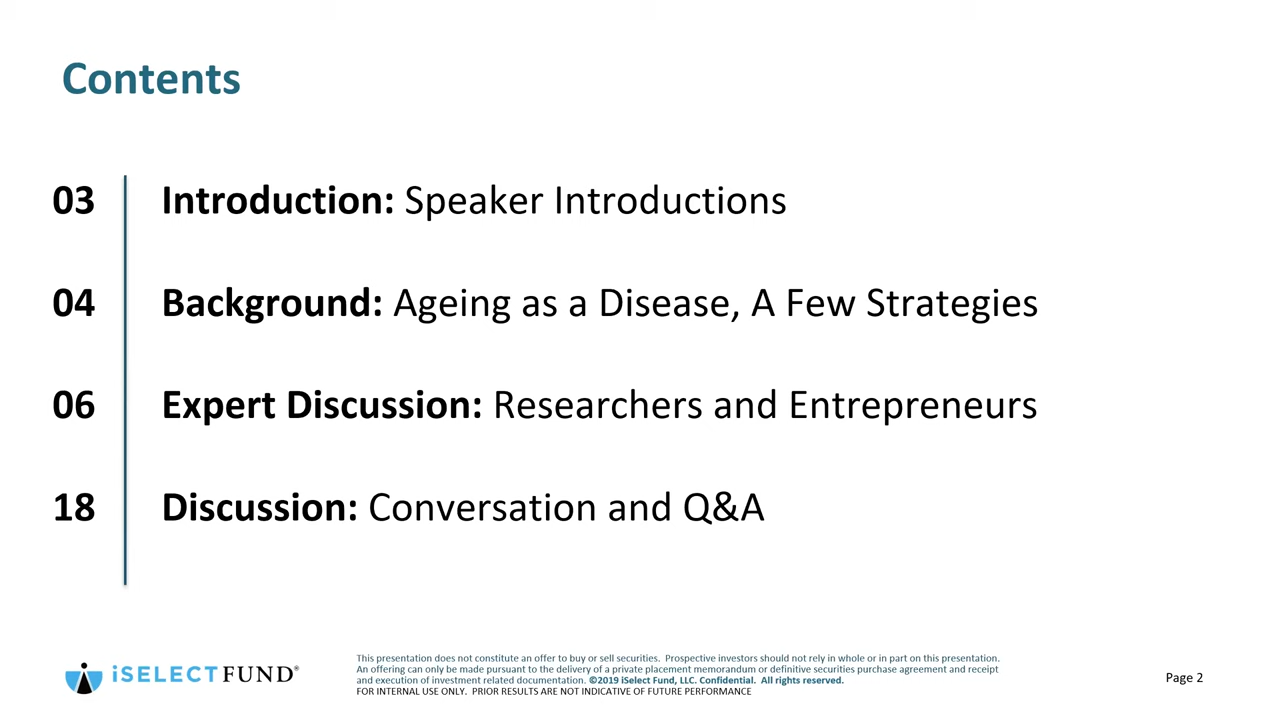 Contents
03 Introduction: Speaker Introductions
04 Background: Ageing as a Disease, A Few Strategies
06 Expert Discussion: Researchers and Entrepreneurs
18 Discussion: Conversation and Q&A
iSELECTFUND®
This presentation does not constitute an offer to buy or sell securities.  Prospective investors should not rely in whole or in part on this presentation.
An offering can only be made pursuant to the delivery of a private placement memorandum or definitive securities purchase agreement and receipt
and execution of investment related documentation. ©2019 iSelect Fund, LLC. Confidential.  All rights reserved.
FOR INTERNAL USE ONLY.  PRIOR RESULTS ARE NOT INDICATIVE OF FUTURE PERFORMANCE
Page 2